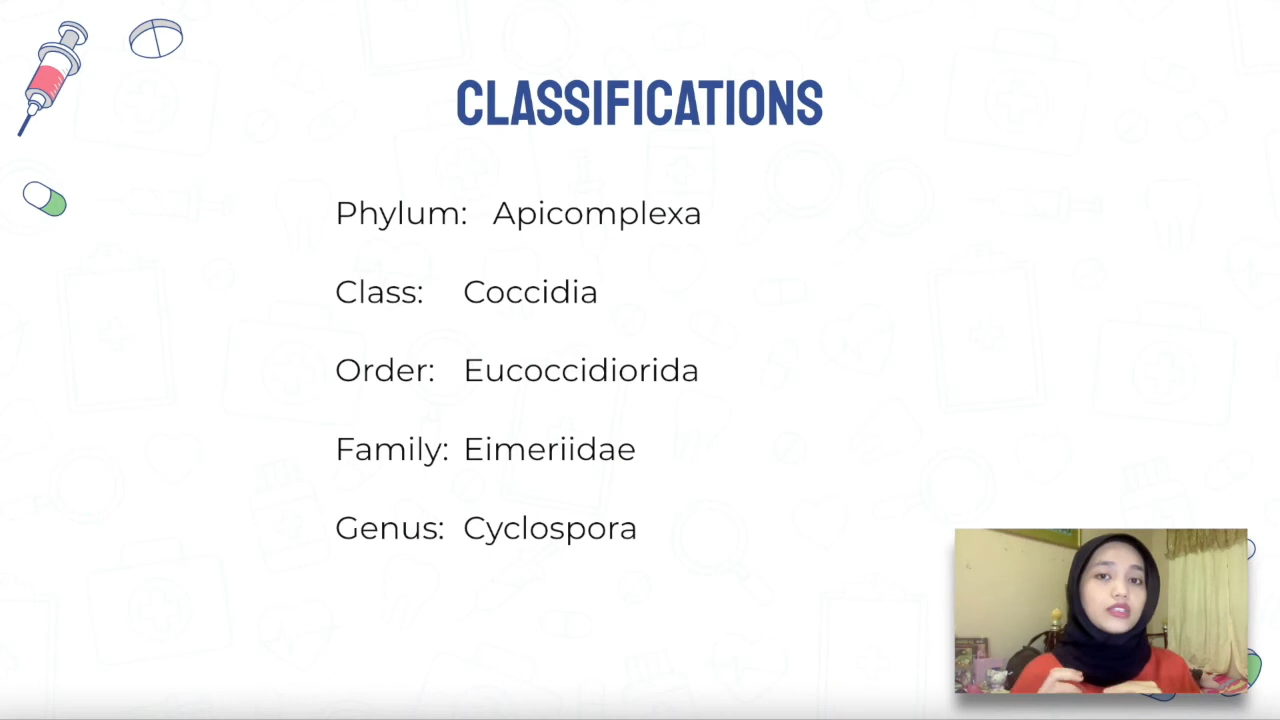 CLASSIFICATIONS
Phylum: Apicomplexa
Class: Coccidia
Order: Eucoccidiorida
Family: Eimeriidae
Genus: Cyclospora